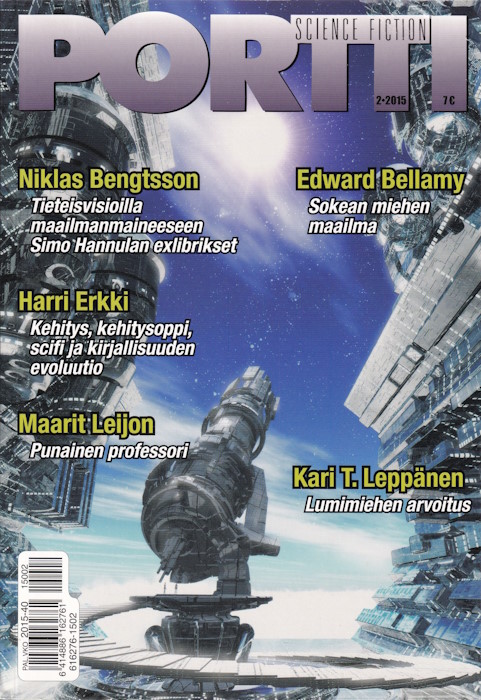 PORTTI
SCIENCE FICTION
2•2015 7 €
Niklas Bengtsson
Tieteisvisioilla
maailmanmaineeseen
Simo Hannulan exlibrikset
Edward Bellamy
Sokean miehen
maailma
Harri Erkki
Kehitys, kehitysoppi,
scifi ja kirjallisuuden
evoluutio
Maarit Leijon
Punainen professori
Kari T. Leppänen
Lumimiehen arvoitus
PAL.VKO 2015-40
15002
6 414886 162761
616276-1502